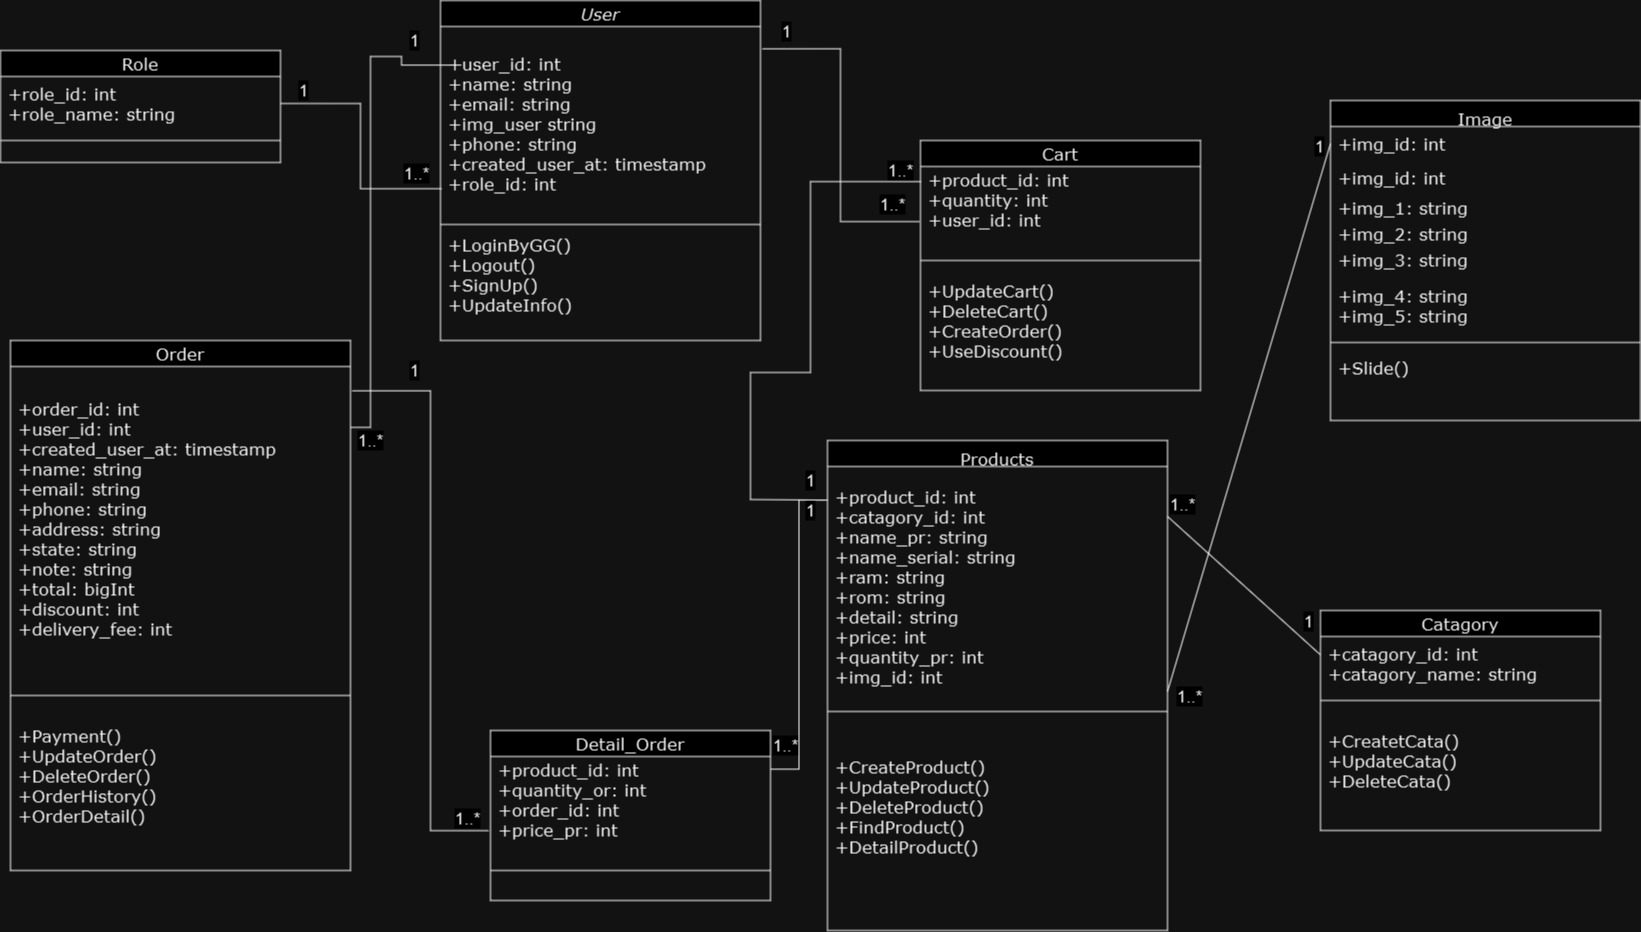 Role
+role_id: int
+role_name: string
1
1..*
User
+user_id: int
+name: string
+email: string
+img_user string
+phone: string
+created_user_at: timestamp
+role_id: int
+LoginByGG()
+Logout()
+SignUp()
+UpdateInfo()
1
1
1..*
1..*
Cart
+product_id: int
+quantity: int
+user_id: int
+UpdateCart()
+DeleteCart()
+CreateOrder()
+UseDiscount()
1
Image
+img_id: int
+img_id: int
+img_1: string
+img_2: string
+img_3: string
+img_4: string
+img_5: string
+Slide()
Order
+order_id: int
+user_id: int
+created_user_at: timestamp
+name: string
+email: string
+phone: string
+address: string
+state: string
+note: string
+total: bigInt
+discount: int
+delivery_fee: int
+Payment()
+UpdateOrder()
+DeleteOrder()
+OrderHistory()
+OrderDetail()
1
1..*
1..*
Detail_Order
+product_id: int
+quantity_or: int
+order_id: int
+price_pr: int
1..*
1
1
Products
+product_id: int
+catagory_id: int
+name_pr: string
+name_serial: string
+ram: string
+rom: string
+detail: string
+price: int
+quantity_pr: int
+img_id: int
+CreateProduct()
+UpdateProduct()
+DeleteProduct()
+FindProduct()
+DetailProduct()
1..*
1..*
1
Catagory
+catagory_id: int
+catagory_name: string
+CreatetCata()
+UpdateCata()
+DeleteCata()